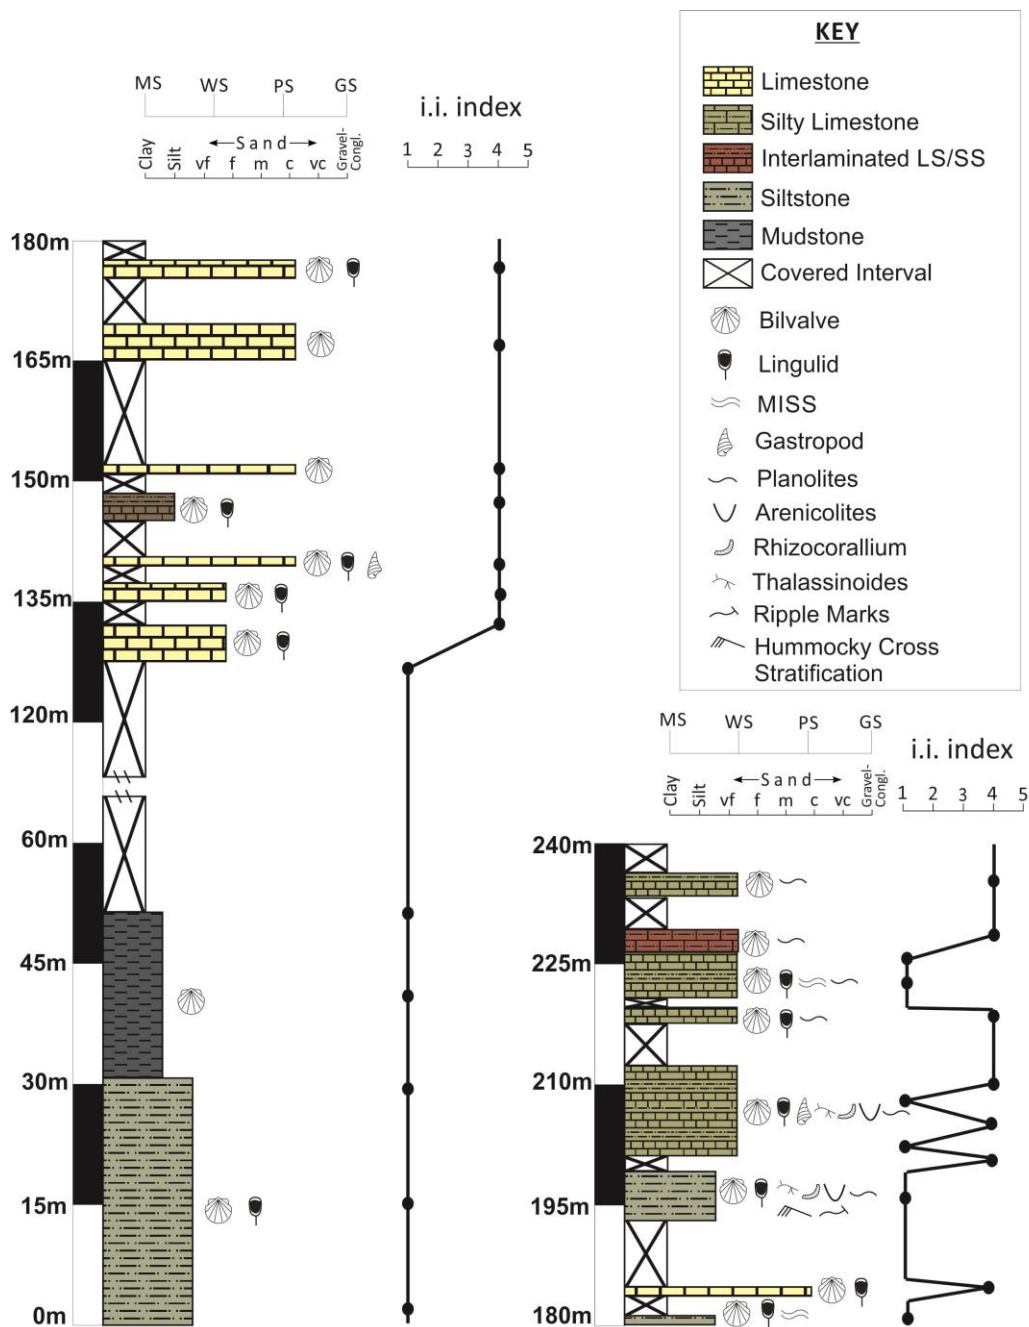 MS WS PS GS
i.i. index
Clay Silt vf f m c vc Gravel-Congl.
Sand
1 2 3 4 5
180m
165m
150m
135m
120m
60m
45m
30m
15m
0m
KEY
Limestone
Silty Limestone
Interlaminated LS/SS
Siltstone
Mudstone
Covered Interval
Bilvalve
Lingulid
MISS
Gastropod
Planolites
Arenicolites
Rhizocorallium
Thalassinoides
Ripple Marks
Hummocky Cross
Stratification
MS WS PS GS
i.i. index
Clay Silt vf f m c vc Gravel-Congl.
Sand
1 2 3 4 5
240m
225m
210m
195m
180m